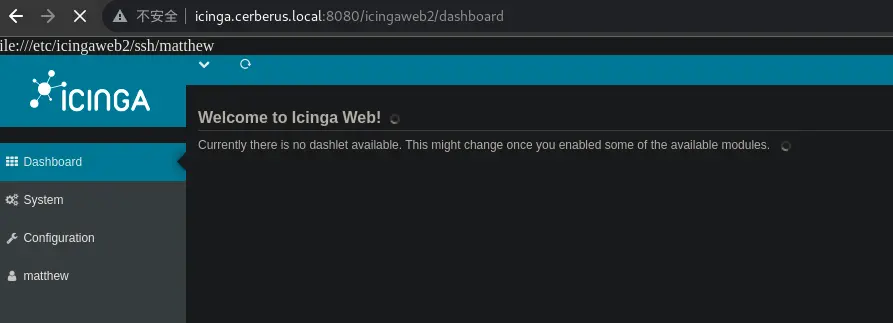 不安全 icinga.cerberus.local:8080/icingaweb2/dashboard
ile:///etc/icingaweb2/ssh/matthew
ICINGA
Welcome to Icinga Web!
Currently there is no dashlet available. This might change once you enabled some of the available modules.
Dashboard
System
Configuration
matthew